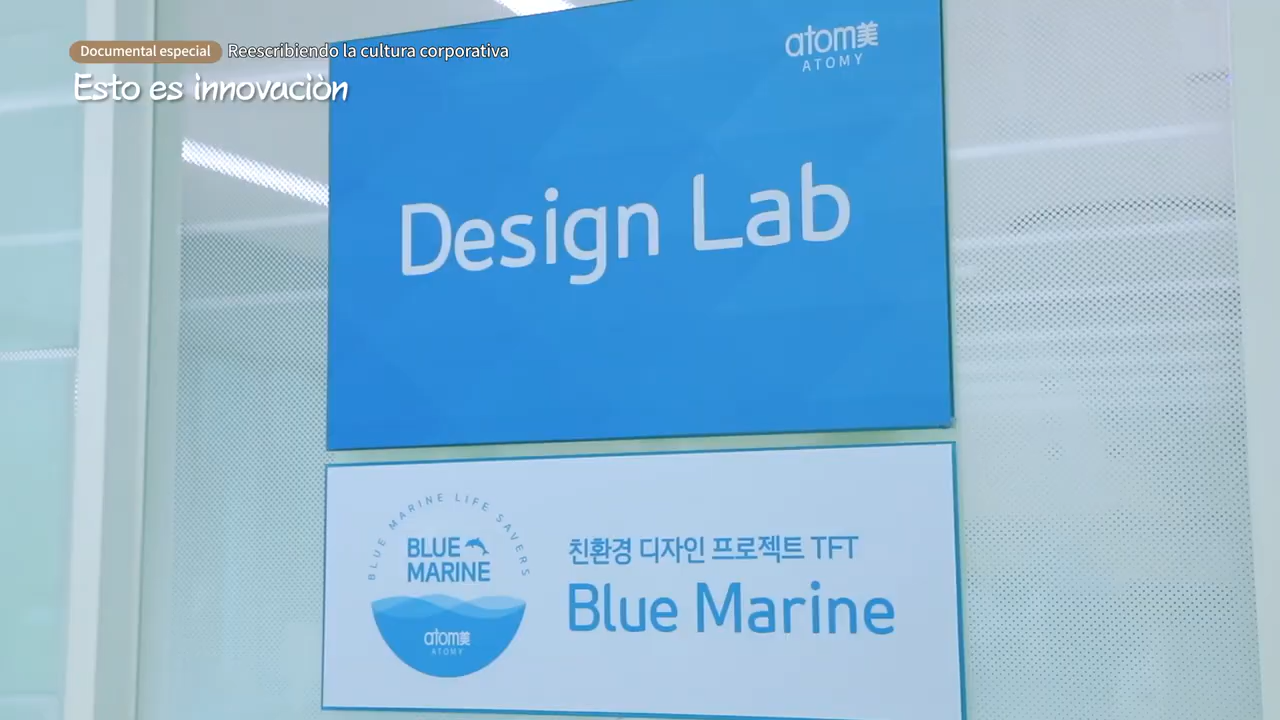 Documental especial Reescribiendo la cultura corporativa
Esto es innovaciòn
atom美
ATOMY
Design Lab
BLUE MARINE LIFE SAVERS
BLUE
MARINE
atom美
ATOMY
친환경 디자인 프로젝트 TFT
Blue Marine